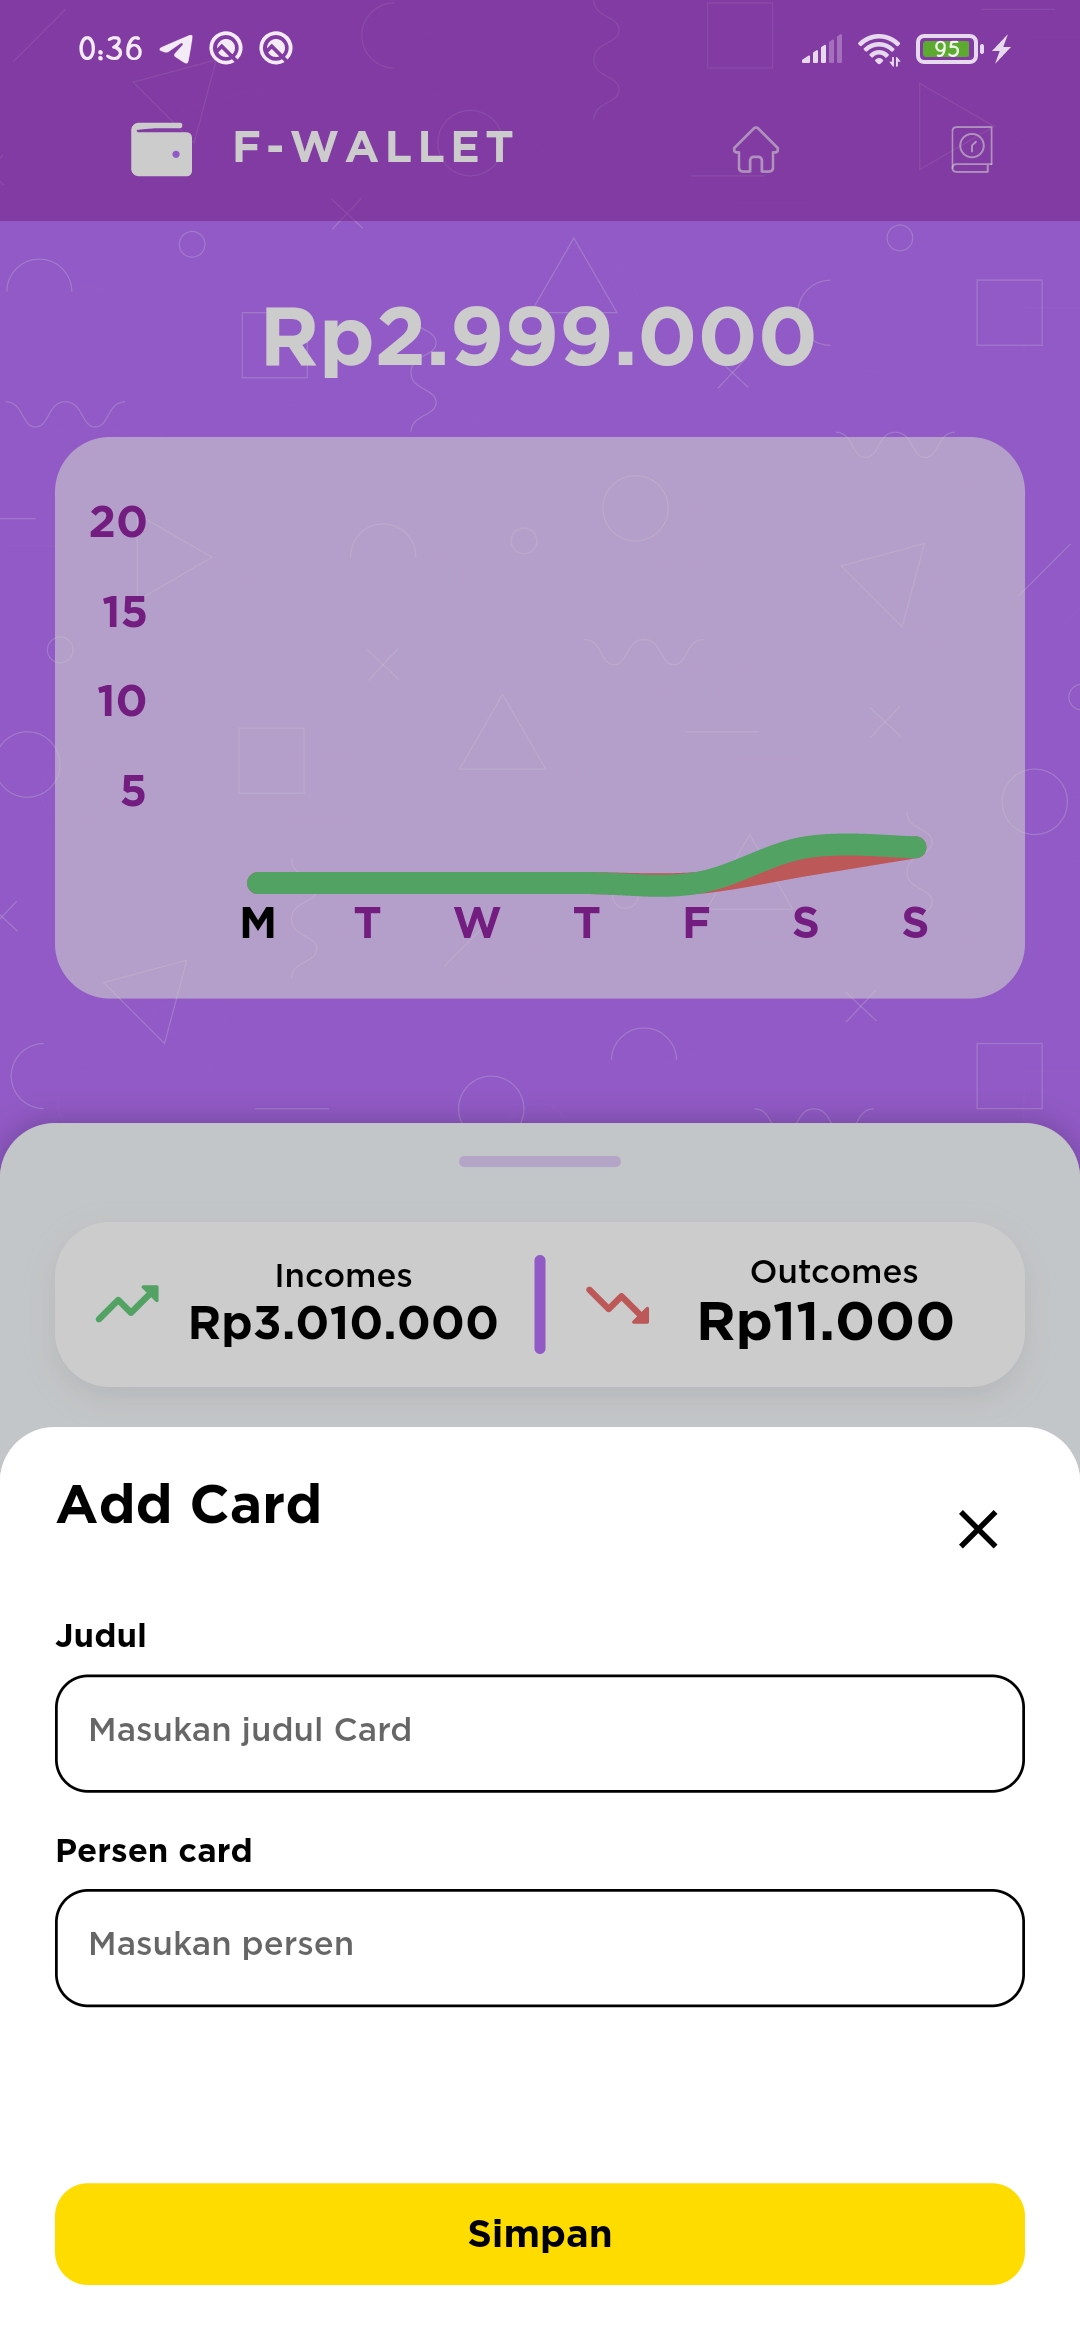 0:36
95
F-WALLET
Rp2.999.000
20
15
10
5
M T W T F S S
Incomes
Rp3.010.000
Outcomes
Rp11.000
Add Card
Judul
Masukan judul Card
Persen card
Masukan persen
Simpan